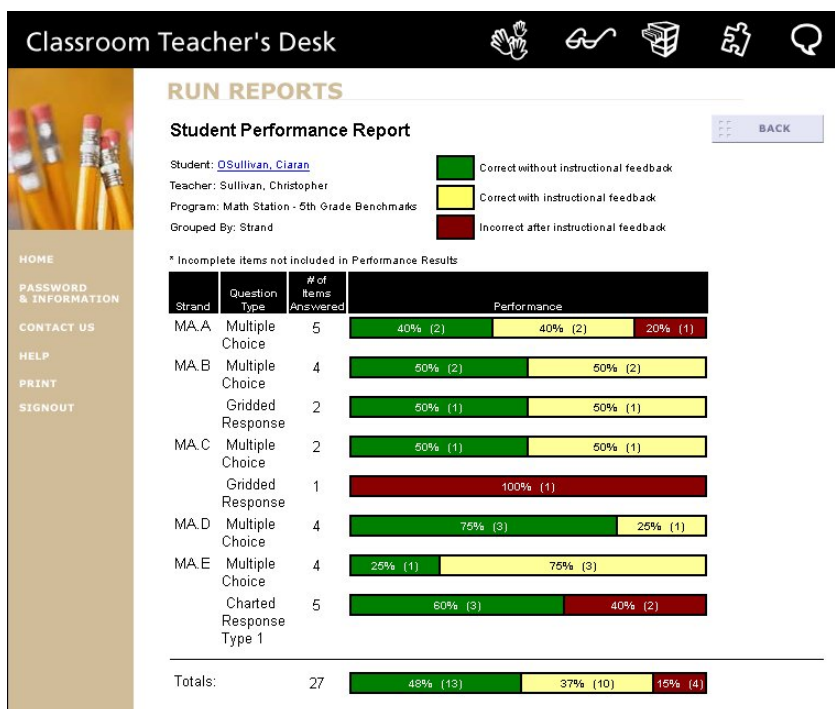 Classroom Teacher's Desk
RUN REPORTS
Student Performance Report
BACK
Student: OSullivan, Ciaran
Teacher: Sullivan, Christopher
Program: Math Station - 5th Grade Benchmarks
Grouped By: Strand
Correct without instructional feedback
Correct with instructional feedback
Incorrect after instructional feedback
HOME
PASSWORD
& INFORMATION
CONTACT US
HELP
PRINT
SIGNOUT
* Incomplete items not included in Performance Results
Strand Question Type # of Items Answered Performance
MA.A Multiple Choice 5 40% (2) 40% (2) 20% (1)
MA.B Multiple Choice 4 50% (2) 50% (2)
Gridded Response 2 50% (1) 50% (1)
MA.C Multiple Choice 2 50% (1) 50% (1)
Gridded Response 1 100% (1)
MA.D Multiple Choice 4 75% (3) 25% (1)
MA.E Multiple Choice 4 25% (1) 75% (3)
Charted Response Type 1 5 60% (3) 40% (2)
Totals: 27 48% (13) 37% (10) 15% (4)